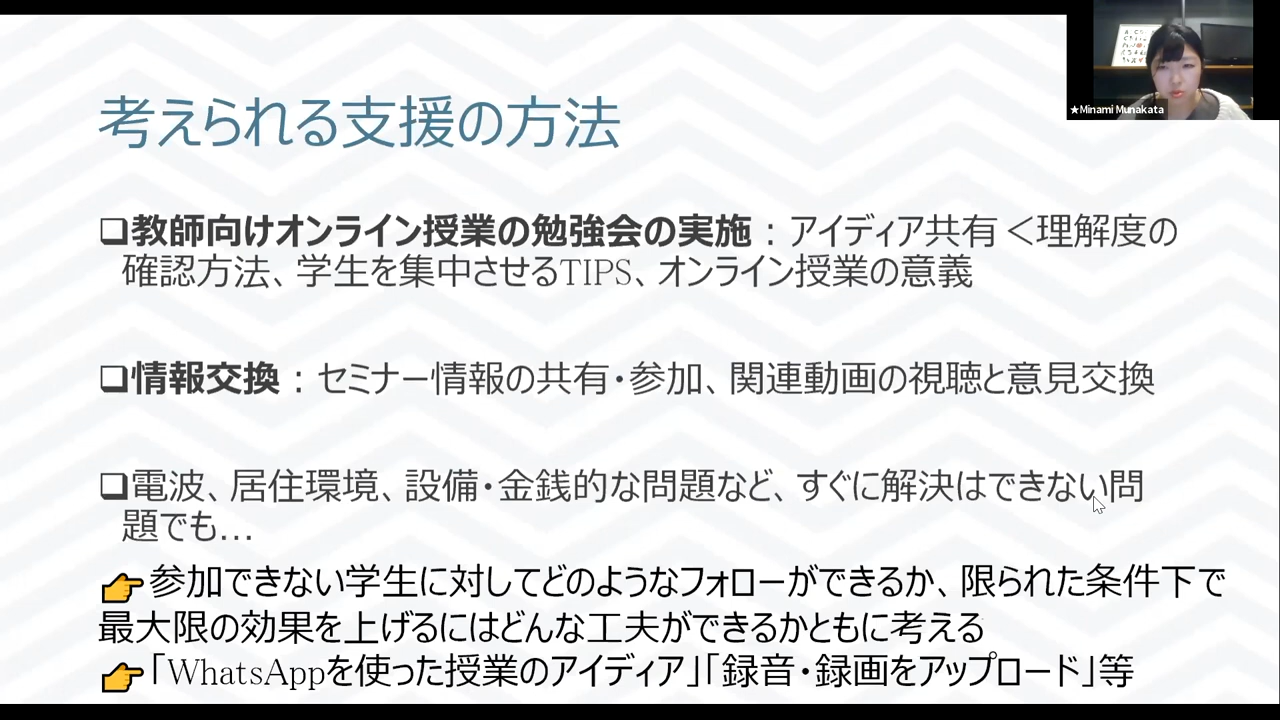 ★Minami Munakata
考えられる支援の方法
❑教師向けオンライン授業の勉強会の実施：アイディア共有＜理解度の
確認方法、学生を集中させるTIPS、オンライン授業の意義
❑情報交換：セミナー情報の共有・参加、関連動画の視聴と意見交換
❑電波、居住環境、設備・金銭的な問題など、すぐに解決はできない問
題でも…
👉参加できない学生に対してどのようなフォローができるか、限られた条件下で
最大限の効果を上げるにはどんな工夫ができるかともに考える
👉「WhatsAppを使った授業のアイディア」「録音・録画をアップロード」等